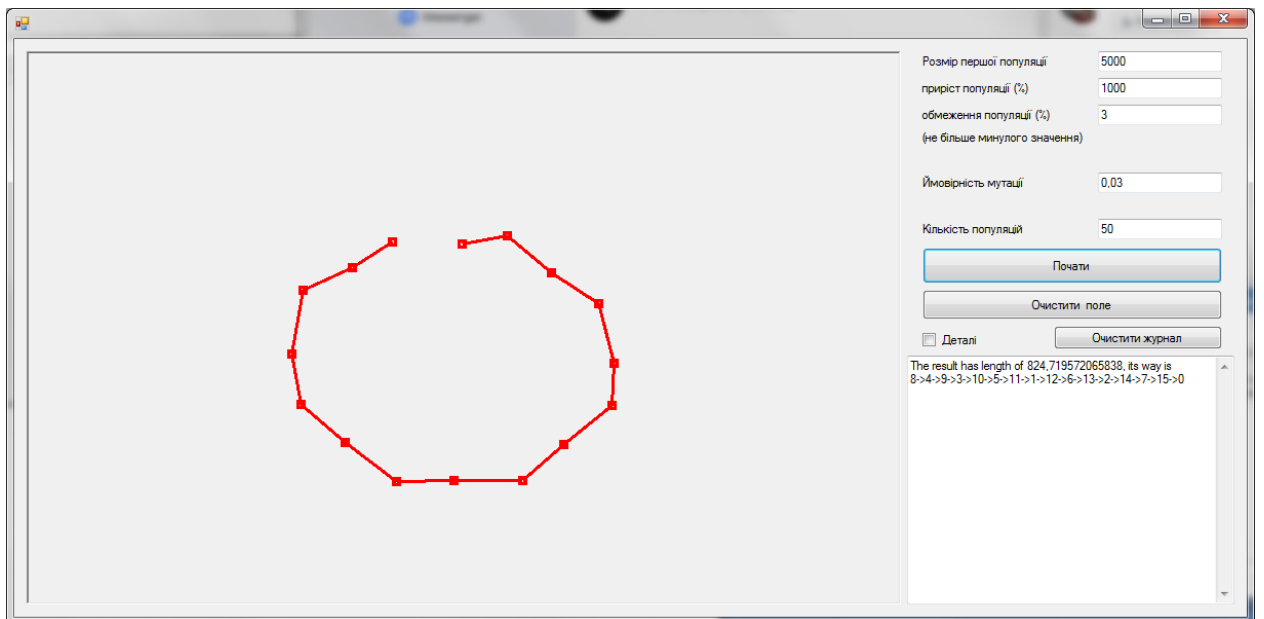 Messenger
Розмір першої популяції 5000
приріст популяції (%) 1000
обмеження популяції (%) 3
(не більше минулого значення)
Ймовірність мутації 0,03
Кількість популяцій 50
Почати
Очистити поле
Деталі Очистити журнал
The result has length of 824,719572065838, its way is
8->4->9->3->10->5->11->1->12->6->13->2->14->7->15->0